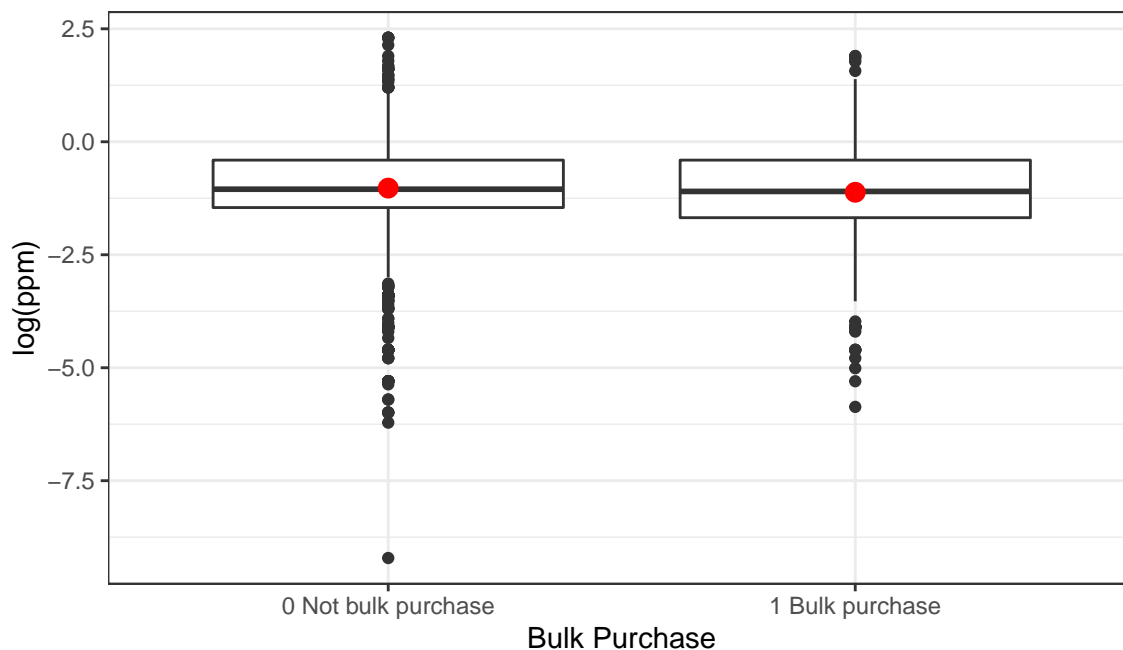 2.5
0.0
−2.5
−5.0
−7.5
log(ppm)
0 Not bulk purchase
1 Bulk purchase
Bulk Purchase